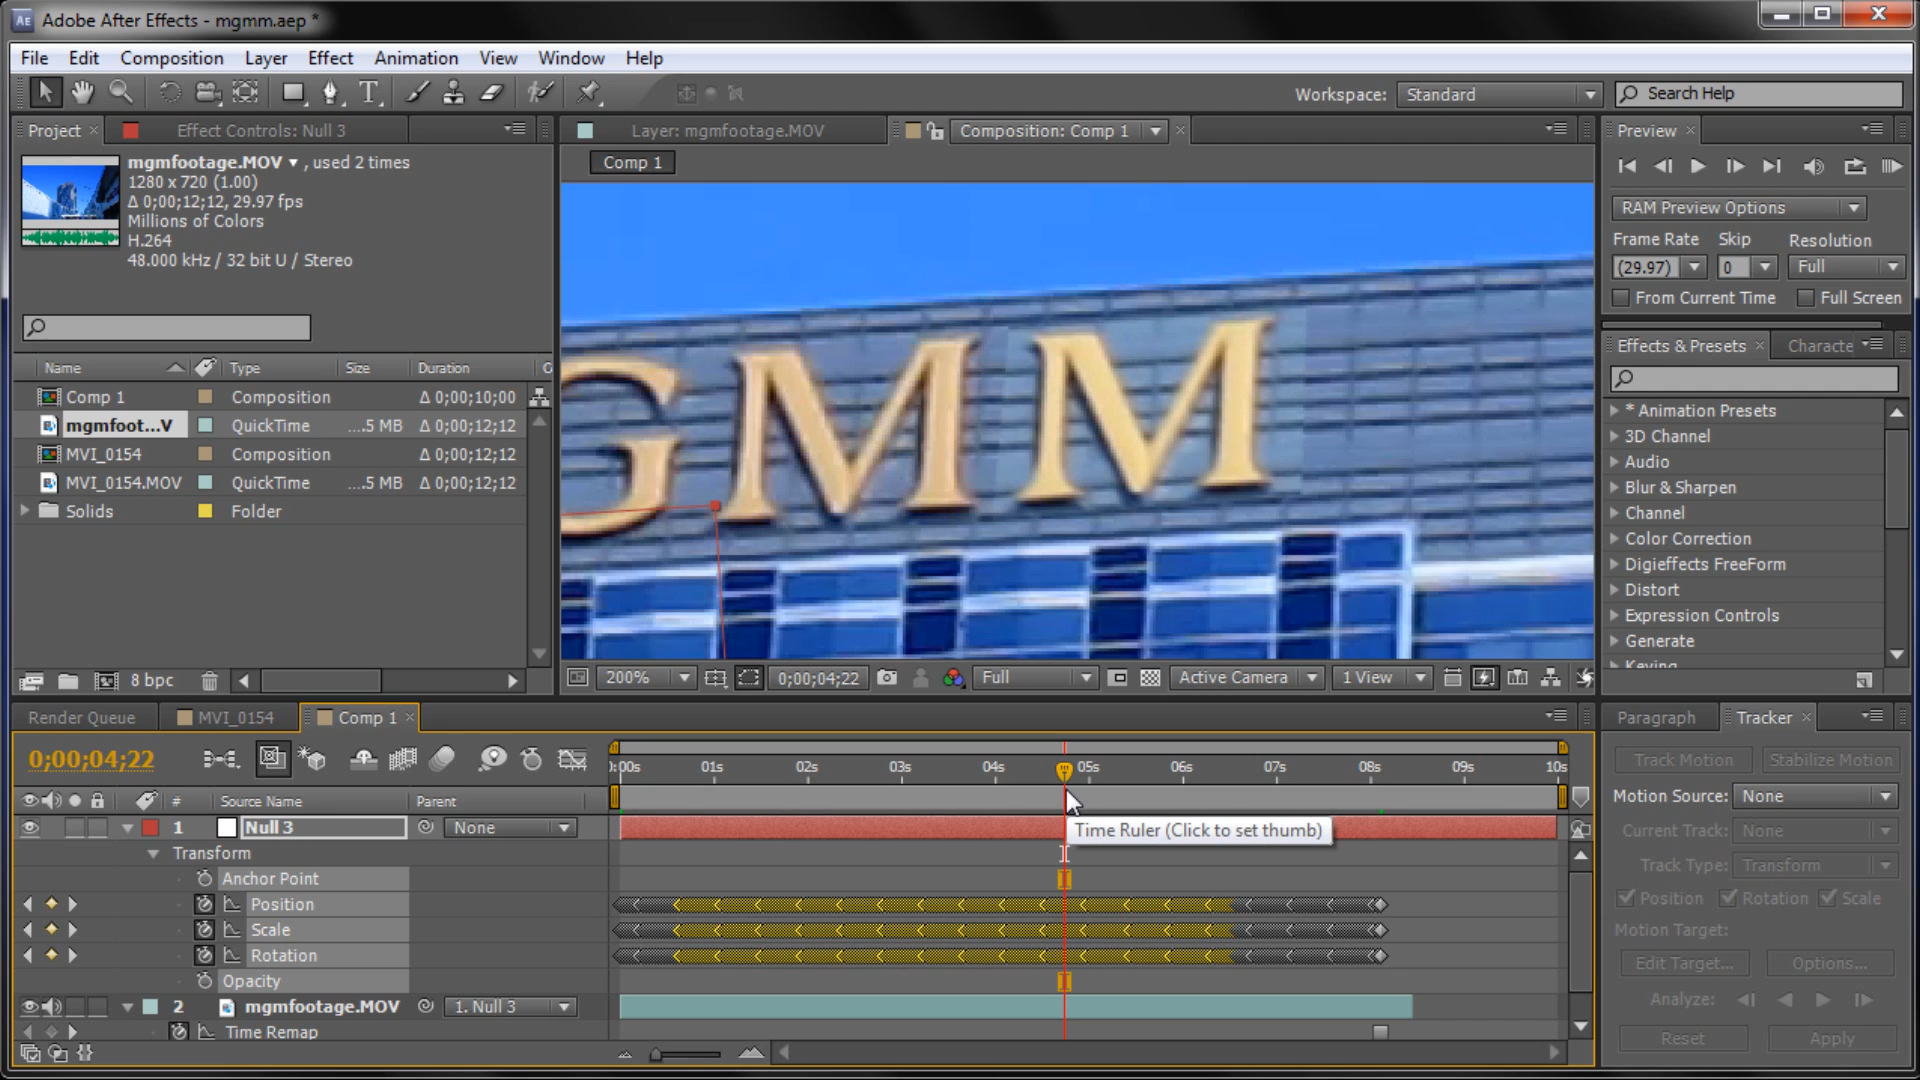 Adobe After Effects - mgmm.aep *
File Edit Composition Layer Effect Animation View Window Help
Workspace: Standard Search Help
Project Effect Controls: Null 3 Layer: mgmfootage.MOV Composition: Comp 1 Preview
mgmfootage.MOV , used 2 times
1280 x 720 (1.00)
Δ 0;00;12;12, 29.97 fps
Millions of Colors
H.264
48.000 kHz / 32 bit U / Stereo
Comp 1
GMM
RAM Preview Options
Frame Rate Skip Resolution
(29.97) 0 Full
From Current Time Full Screen
Effects & Presets Characte
* Animation Presets
3D Channel
Audio
Blur & Sharpen
Channel
Color Correction
Digieffects FreeForm
Distort
Expression Controls
Generate
Keying
Name Type Size Duration
Comp 1 Composition Δ 0;00;10;00
mgmfoot...V QuickTime ....5 MB Δ 0;00;12;12
MVI_0154 Composition Δ 0;00;12;12
MVI_0154.MOV QuickTime ....5 MB Δ 0;00;12;12
Solids Folder
8 bpc
200% 0;00;04;22 Full Active Camera 1 View
Render Queue MVI_0154 Comp 1
0;00;04;22
):00s 01s 02s 03s 04s 05s 06s 07s 08s 09s 10s
# Source Name Parent
1 Null 3 None
Time Ruler (Click to set thumb)
Transform
Anchor Point
Position
Scale
Rotation
Opacity
2 mgmfootage.MOV 1. Null 3
Time Remap
Paragraph Tracker
Track Motion Stabilize Motion
Motion Source: None
Current Track: None
Track Type: Transform
Position Rotation Scale
Motion Target:
Edit Target... Options...
Analyze:
Reset Apply